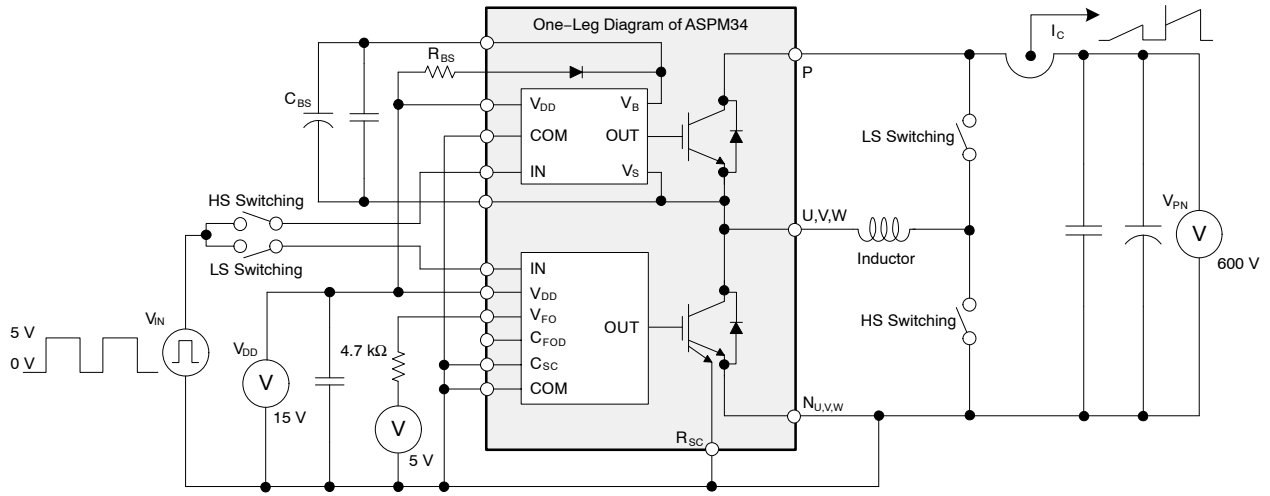 One−Leg Diagram of ASPM34
I_C
R_BS
P
C_BS
V_DD
V_B
COM
OUT
LS Switching
IN
V_S
HS Switching
U,V,W
V_PN
V
LS Switching
Inductor
600 V
IN
V_DD
V_IN
V_FO
OUT
HS Switching
5 V
0 V
V_DD
4.7 kΩ
C_FOD
C_SC
V
COM
15 V
N_U,V,W
V
R_SC
5 V